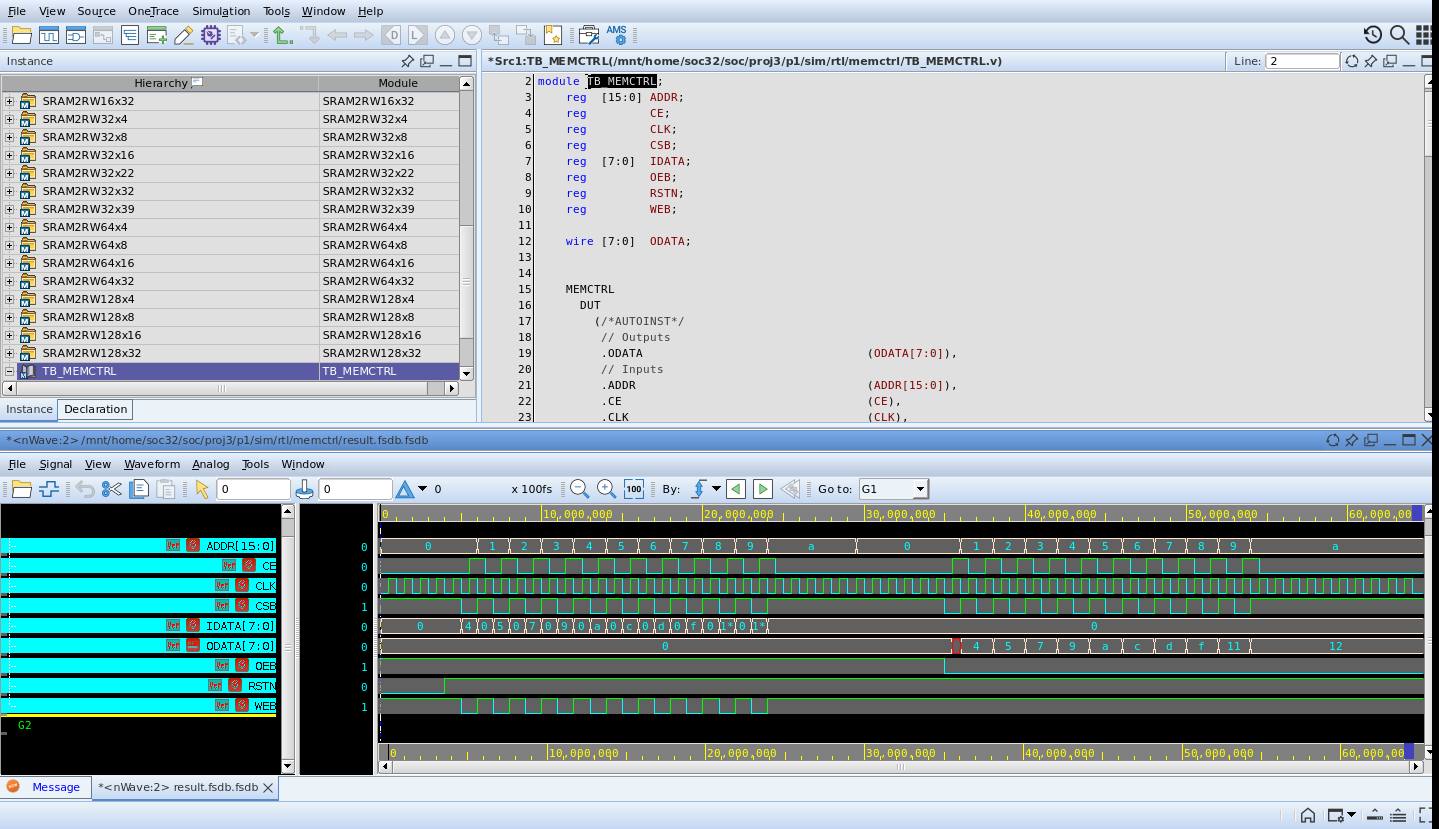 File View Source OneTrace Simulation Tools Window Help
D L AMS
Instance
*Src1:TB_MEMCTRL(/mnt/home/soc32/soc/proj3/p1/sim/rtl/memctrl/TB_MEMCTRL.v) Line: 2
Hierarchy Module
SRAM2RW16x32 SRAM2RW16x32
SRAM2RW32x4 SRAM2RW32x4
SRAM2RW32x8 SRAM2RW32x8
SRAM2RW32x16 SRAM2RW32x16
SRAM2RW32x22 SRAM2RW32x22
SRAM2RW32x32 SRAM2RW32x32
SRAM2RW32x39 SRAM2RW32x39
SRAM2RW64x4 SRAM2RW64x4
SRAM2RW64x8 SRAM2RW64x8
SRAM2RW64x16 SRAM2RW64x16
SRAM2RW64x32 SRAM2RW64x32
SRAM2RW128x4 SRAM2RW128x4
SRAM2RW128x8 SRAM2RW128x8
SRAM2RW128x16 SRAM2RW128x16
SRAM2RW128x32 SRAM2RW128x32
TB_MEMCTRL TB_MEMCTRL
Instance Declaration
2 module TB_MEMCTRL;
3 reg [15:0] ADDR;
4 reg CE;
5 reg CLK;
6 reg CSB;
7 reg [7:0] IDATA;
8 reg OEB;
9 reg RSTN;
10 reg WEB;
11
12 wire [7:0] ODATA;
13
14
15 MEMCTRL
16 DUT
17 (/*AUTOINST*/
18 // Outputs
19 .ODATA (ODATA[7:0]),
20 // Inputs
21 .ADDR (ADDR[15:0]),
22 .CE (CE),
23 .CLK (CLK),
*<nWave:2> /mnt/home/soc32/soc/proj3/p1/sim/rtl/memctrl/result.fsdb.fsdb
File Signal View Waveform Analog Tools Window
0 0 0 x 100fs 100 By: Go to: G1
0 10,000,000 20,000,000 30,000,000 40,000,000 50,000,000 60,000,00
ADDR[15:0] 0 0 1 2 3 4 5 6 7 8 9 a 0 1 2 3 4 5 6 7 8 9 a
CE 0
CLK 0
CSB 1
IDATA[7:0] 0 0 4 0 5 0 7 0 9 0 a 0 c 0 d 0 f 0 1* 0 1* 0
ODATA[7:0] 0 0 4 5 7 9 a c d f 11 12
OEB 1
RSTN 0
WEB 1
G2
0 10,000,000 20,000,000 30,000,000 40,000,000 50,000,000 60,000,00
Message *<nWave:2> result.fsdb.fsdb